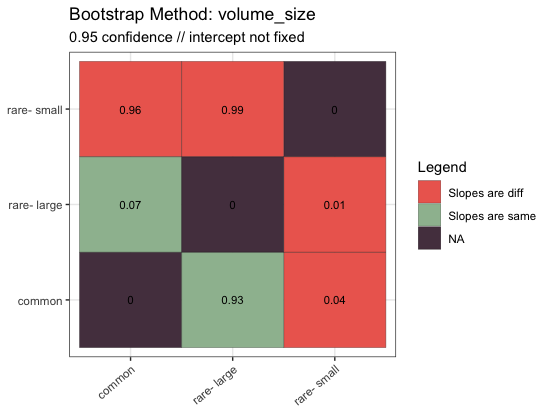 Bootstrap Method: volume_size
0.95 confidence // intercept not fixed
rare- small
0.96
0.99
0
rare- large
0.07
0
0.01
common
0
0.93
0.04
common
rare- large
rare- small
Legend
Slopes are diff
Slopes are same
NA